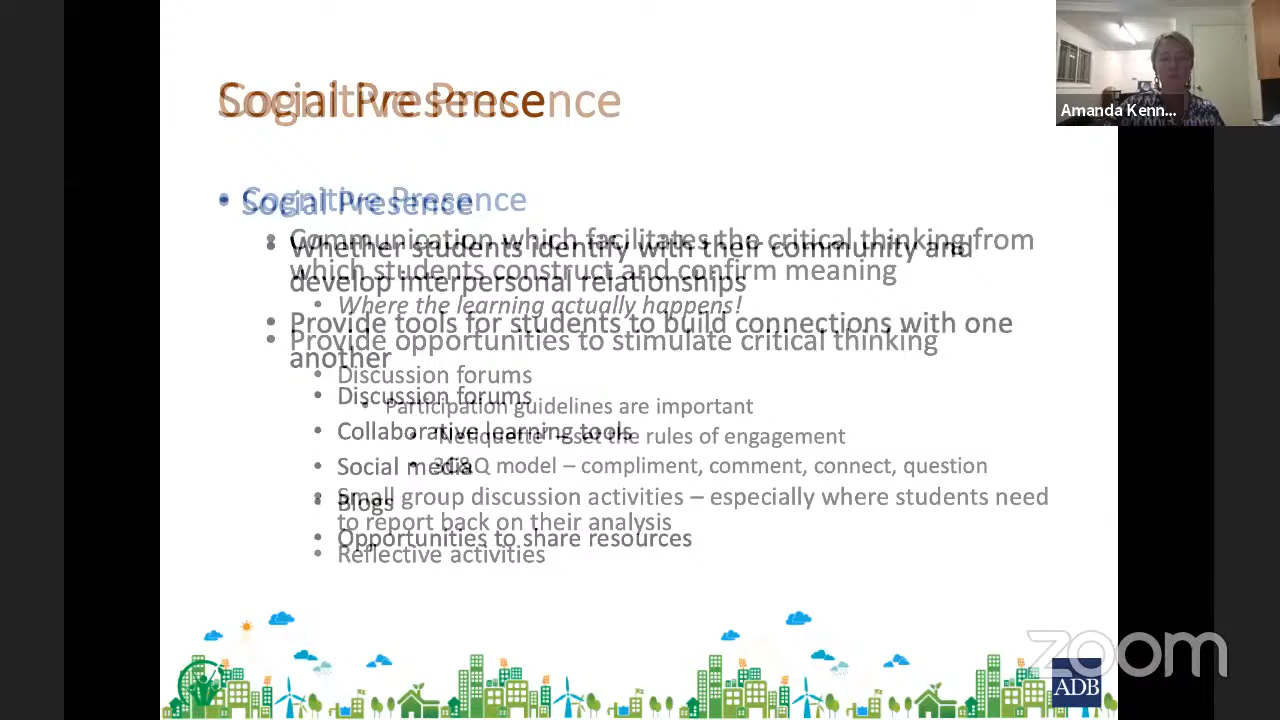 Social Presence
Cognitive Presence
Amanda Kenn...
• Cognitive Presence
• Social Presence
• Communication which facilitates the critical thinking from
• Whether students identify with their community and
which students construct and confirm meaning
develop interpersonal relationships
• Where the learning actually happens!
• Provide tools for students to build connections with one
• Provide opportunities to stimulate critical thinking
another
• Discussion forums
• Discussion forums
• Participation guidelines are important
• Collaborative learning tools
• "Netiquette" – set the rules of engagement
• Social media
• 3C&Q model – compliment, comment, connect, question
• Small group discussion activities – especially where students need
• Blogs
to report back on their analysis
• Opportunities to share resources
• Reflective activities
zoom
ADB